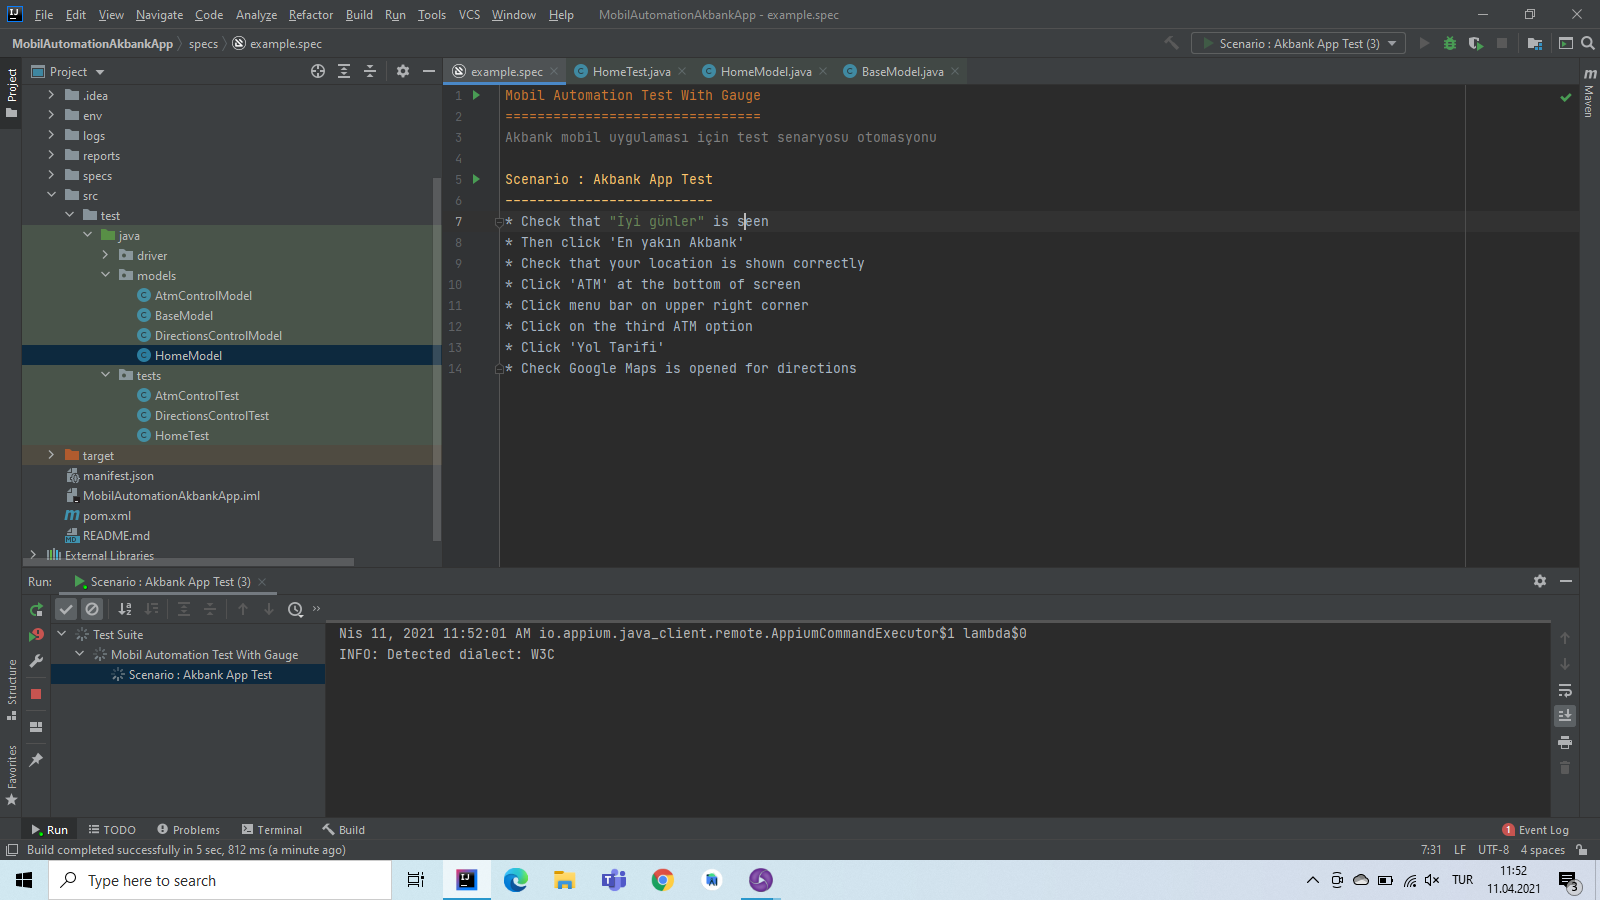 File Edit View Navigate Code Analyze Refactor Build Run Tools VCS Window Help MobilAutomationAkbankApp - example.spec
MobilAutomationAkbankApp specs example.spec
Scenario : Akbank App Test (3)
Project
example.spec HomeTest.java HomeModel.java BaseModel.java
Project
Maven
.idea
env
logs
reports
specs
src
test
java
driver
models
AtmControlModel
BaseModel
DirectionsControlModel
HomeModel
tests
AtmControlTest
DirectionsControlTest
HomeTest
target
manifest.json
MobilAutomationAkbankApp.iml
pom.xml
README.md
External Libraries
1 Mobil Automation Test With Gauge
2 ================================
3 Akbank mobil uygulaması için test senaryosu otomasyonu
4
5 Scenario : Akbank App Test
6 --------------------------
7 * Check that "İyi günler" is seen
8 * Then click 'En yakın Akbank'
9 * Check that your location is shown correctly
10 * Click 'ATM' at the bottom of screen
11 * Click menu bar on upper right corner
12 * Click on the third ATM option
13 * Click 'Yol Tarifi'
14 * Check Google Maps is opened for directions
Run: Scenario : Akbank App Test (3)
Test Suite
Mobil Automation Test With Gauge
Scenario : Akbank App Test
Nis 11, 2021 11:52:01 AM io.appium.java_client.remote.AppiumCommandExecutor$1 lambda$0
INFO: Detected dialect: W3C
Structure
Favorites
Run TODO Problems Terminal Build 1 Event Log
Build completed successfully in 5 sec, 812 ms (a minute ago) 7:31 LF UTF-8 4 spaces
Type here to search
TUR
11:52
11.04.2021
3